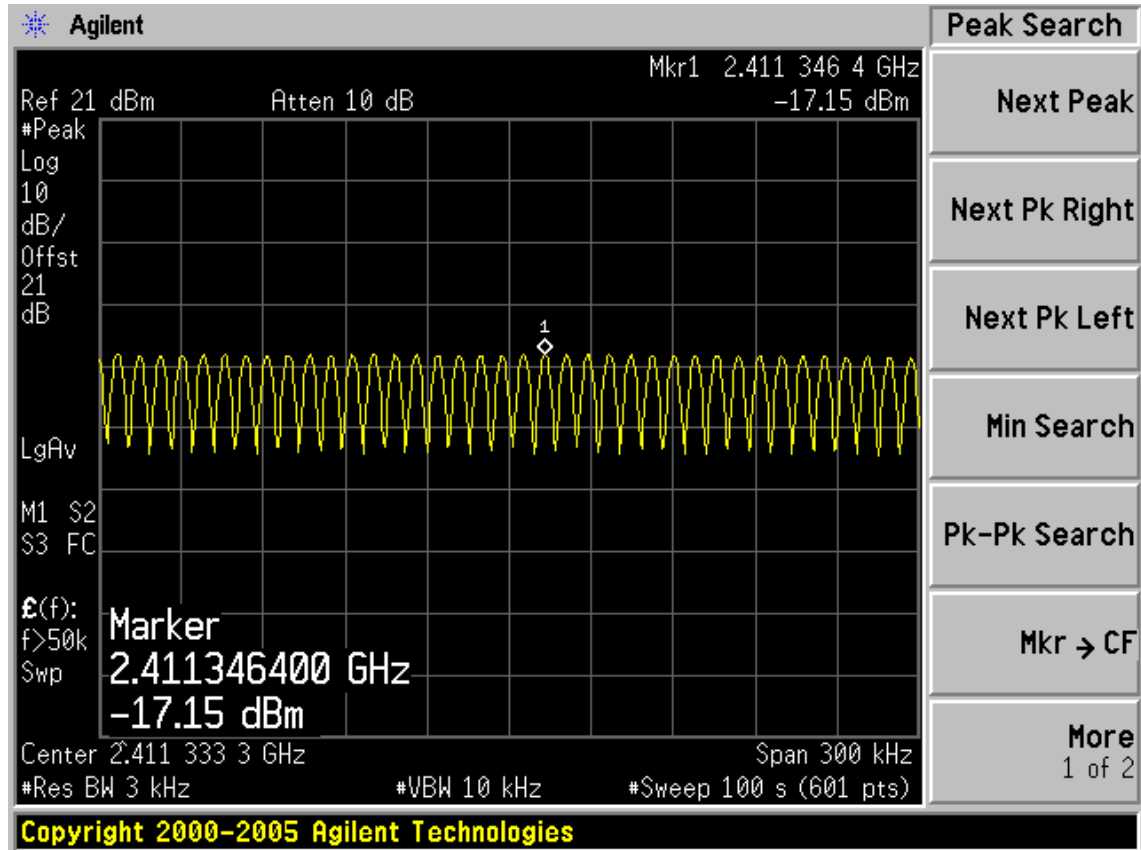 Agilent
Peak Search
Mkr1 2.411 346 4 GHz
Ref 21 dBm Atten 10 dB -17.15 dBm
#Peak
Log
10
dB/
Offst
21
dB
1
LgAv
M1 S2
S3 FC
£(f):
f>50k
Swp
Marker
2.411346400 GHz
-17.15 dBm
Center 2.411 333 3 GHz Span 300 kHz
#Res BW 3 kHz #VBW 10 kHz #Sweep 100 s (601 pts)
Next Peak
Next Pk Right
Next Pk Left
Min Search
Pk-Pk Search
Mkr → CF
More
1 of 2
Copyright 2000-2005 Agilent Technologies